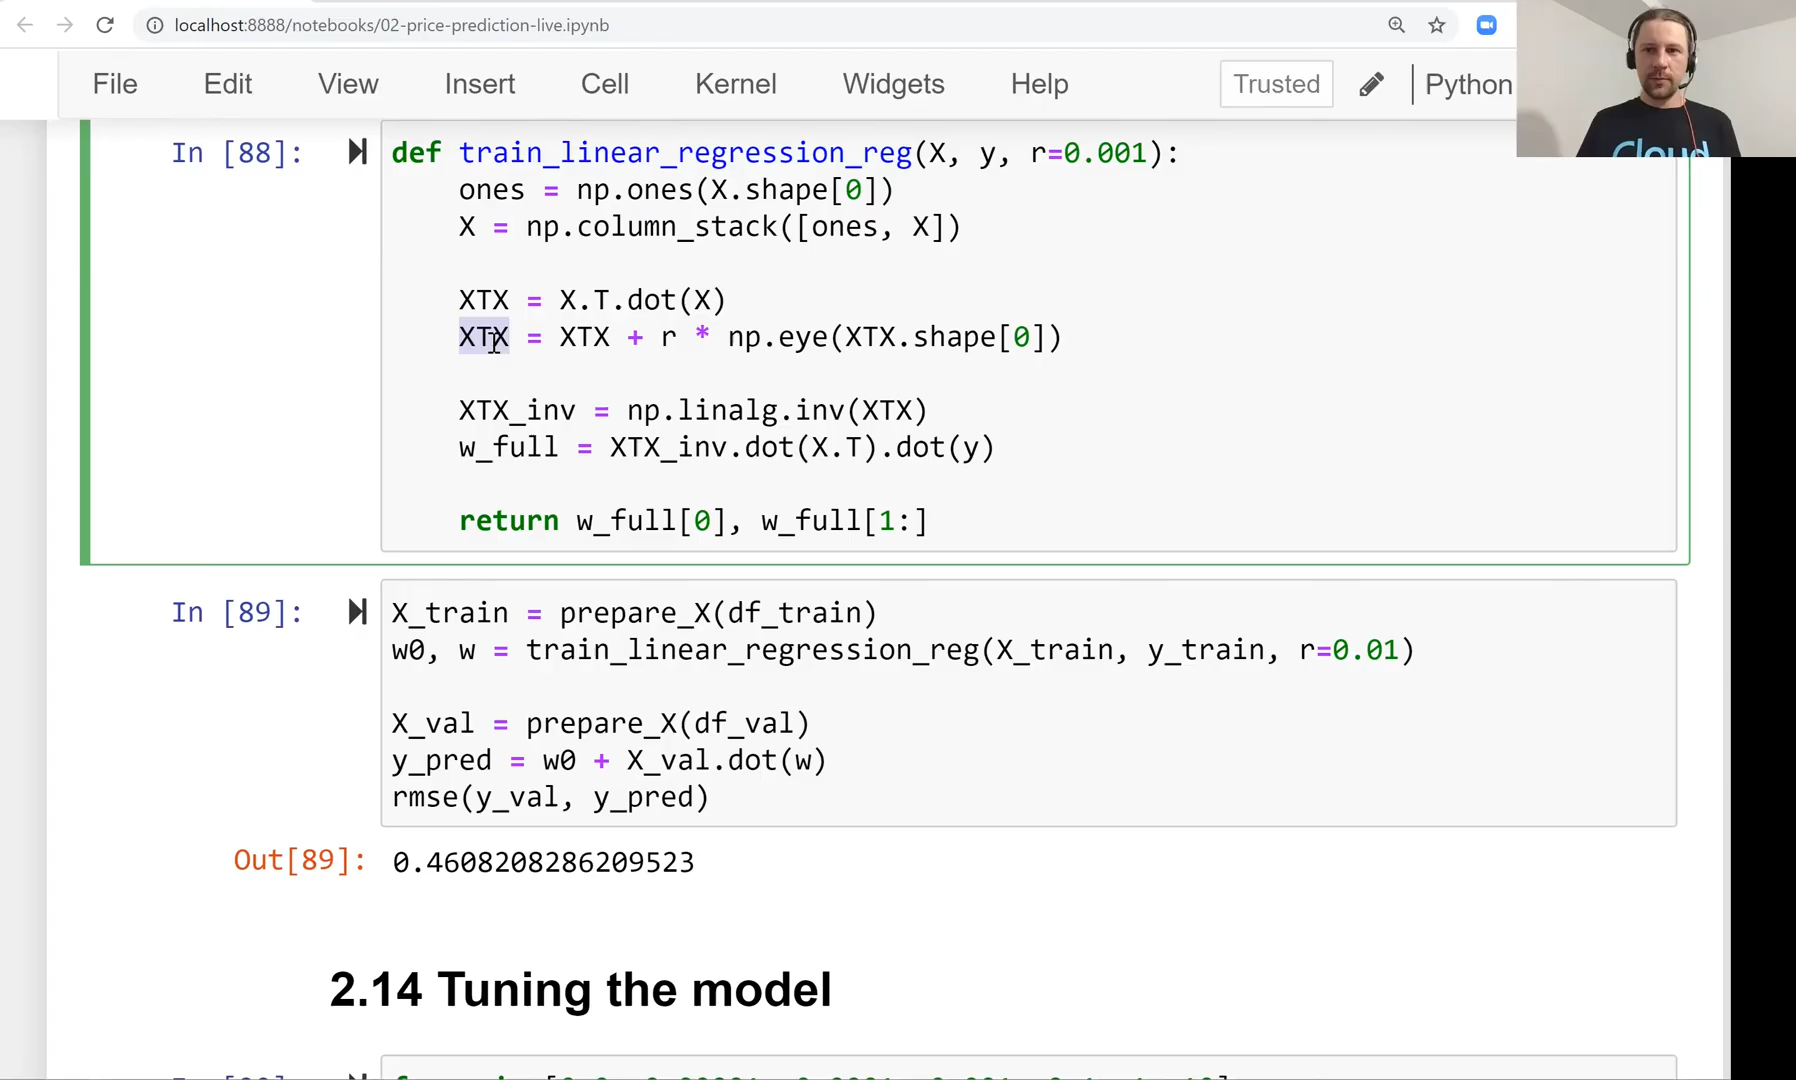 localhost:8888/notebooks/02-price-prediction-live.ipynb
File Edit View Insert Cell Kernel Widgets Help Trusted Python
In [88]: def train_linear_regression_reg(X, y, r=0.001):
ones = np.ones(X.shape[0])
X = np.column_stack([ones, X])
XTX = X.T.dot(X)
XTX = XTX + r * np.eye(XTX.shape[0])
XTX_inv = np.linalg.inv(XTX)
w_full = XTX_inv.dot(X.T).dot(y)
return w_full[0], w_full[1:]
In [89]: X_train = prepare_X(df_train)
w0, w = train_linear_regression_reg(X_train, y_train, r=0.01)
X_val = prepare_X(df_val)
y_pred = w0 + X_val.dot(w)
rmse(y_val, y_pred)
Out[89]: 0.4608208286209523
2.14 Tuning the model